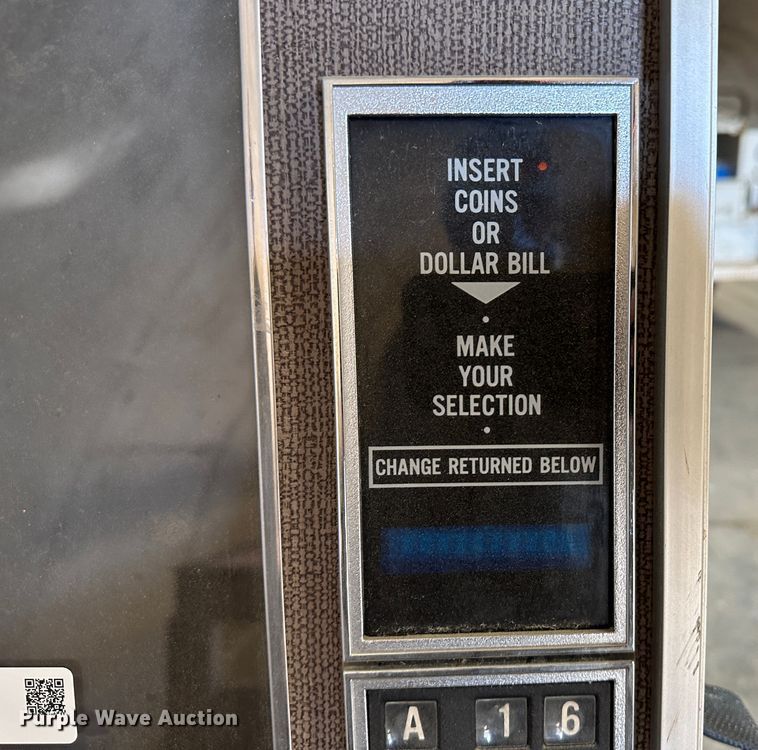 INSERT
COINS
OR
DOLLAR BILL
MAKE
YOUR
SELECTION
CHANGE RETURNED BELOW
A 1 6
Purple Wave Auction